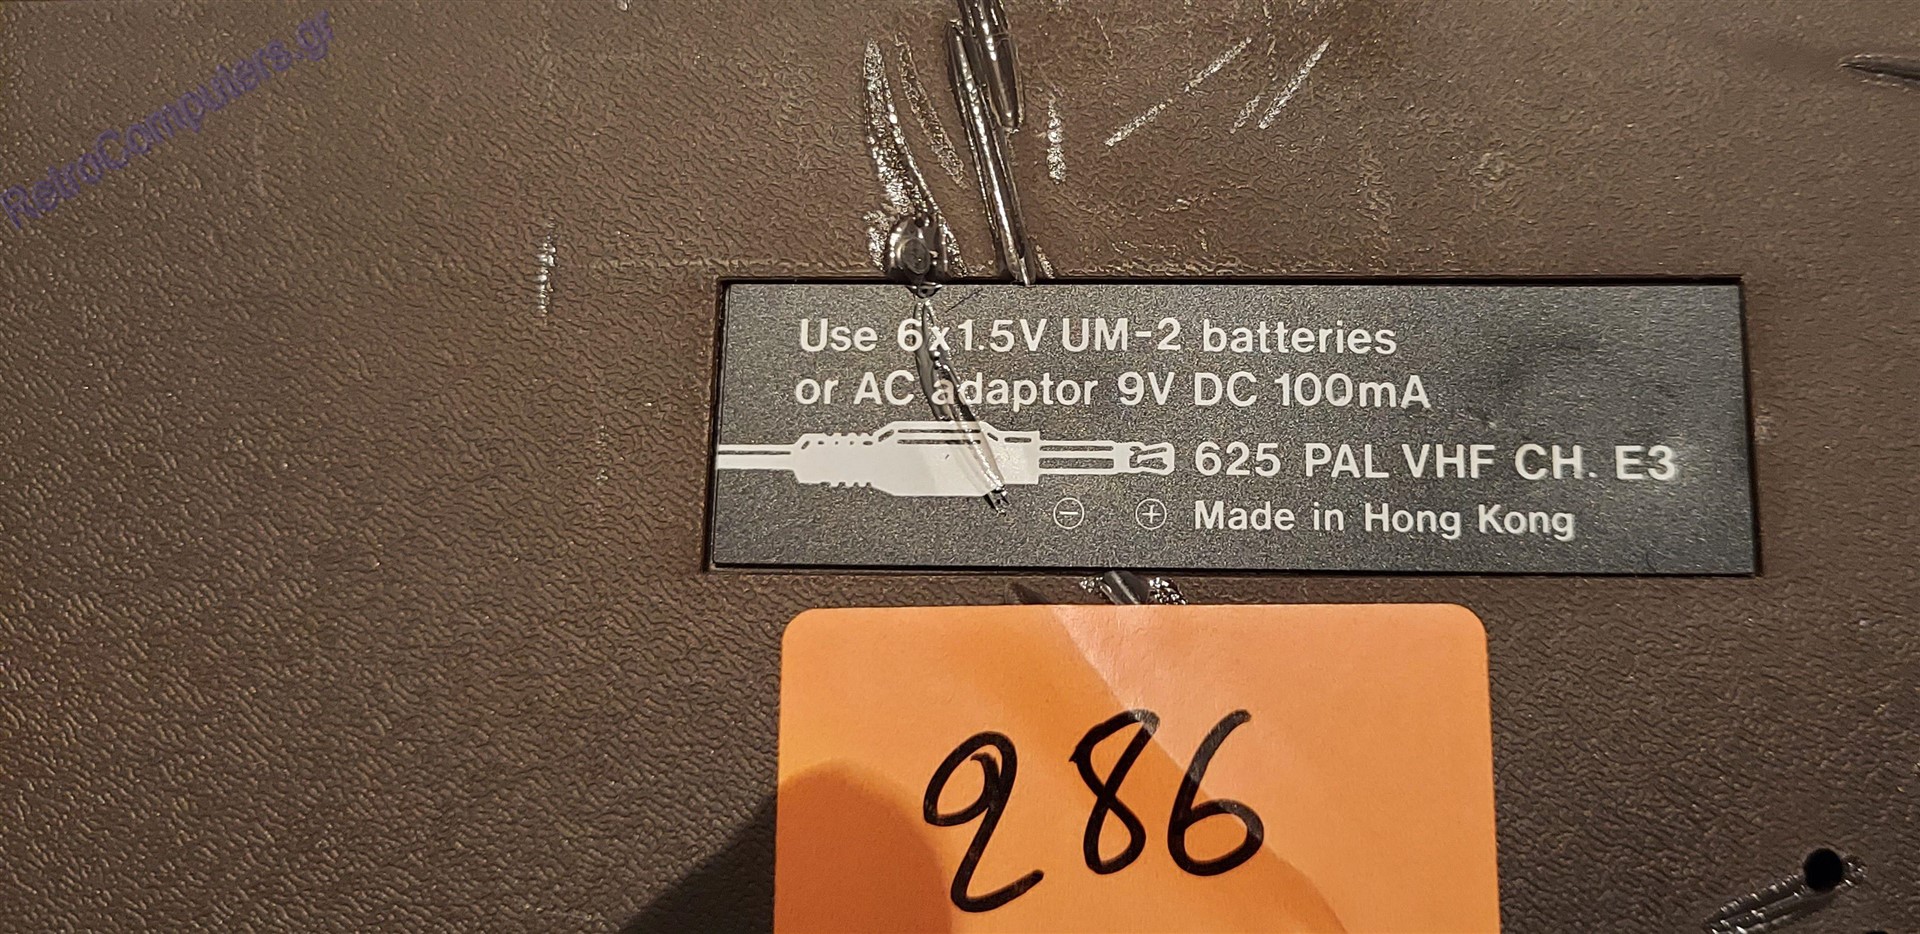 RetroComputers.gr
Use 6x1.5V UM-2 batteries
or AC adaptor 9V DC 100mA
625 PAL VHF CH. E3
⊖ ⊕ Made in Hong Kong
286